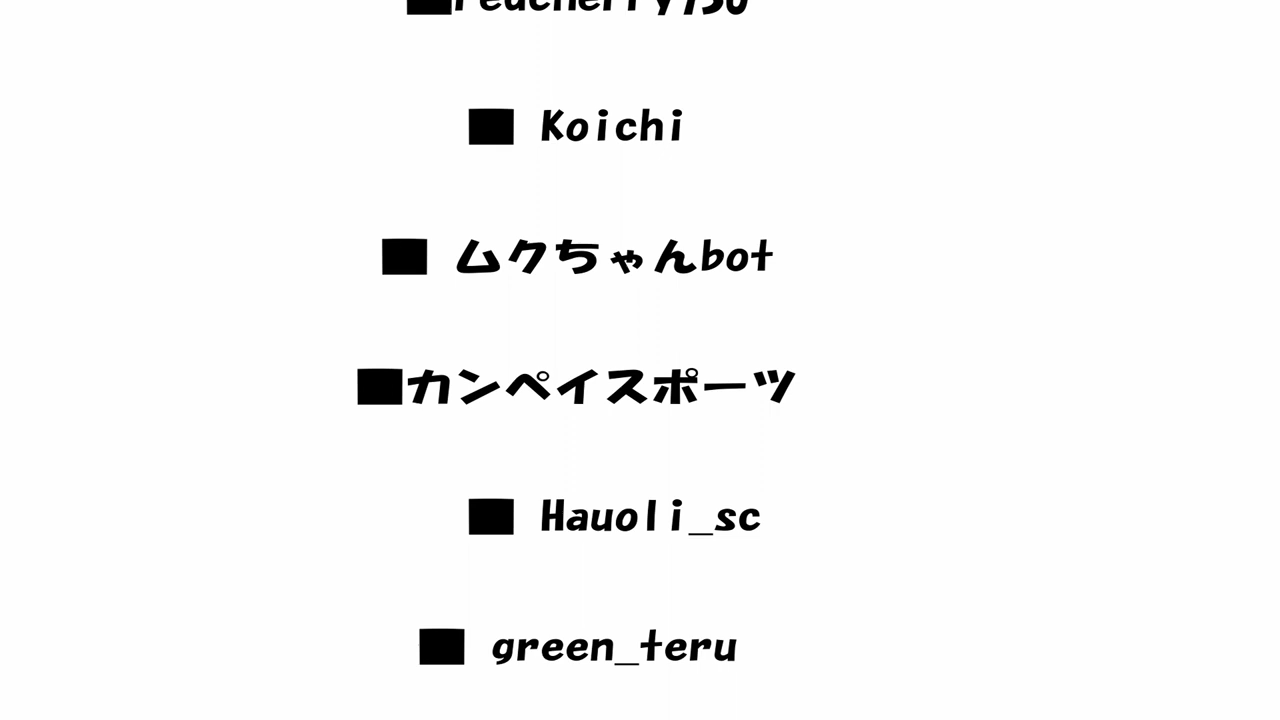 ■ Koichi
■ ムクちゃんbot
■カンペイスポーツ
■ Hauoli_sc
■ green_teru